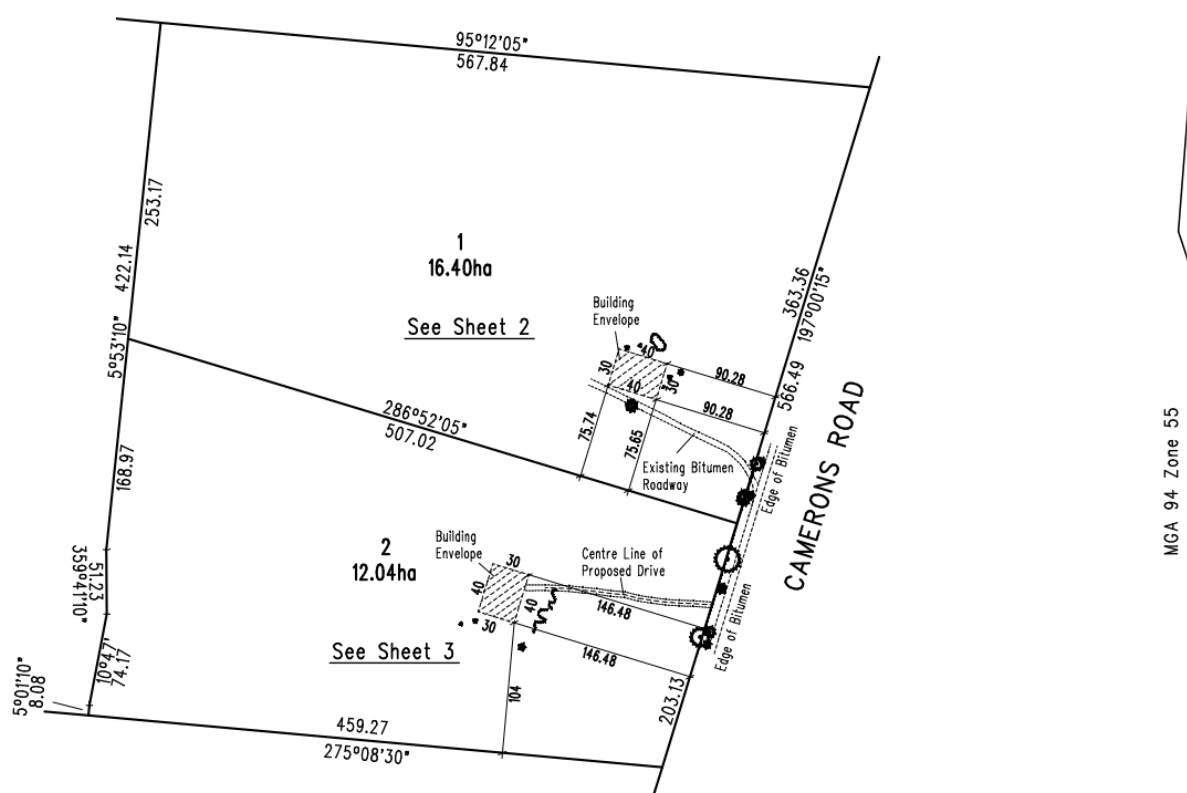 95°12'05"
567.84
253.17
422.14
5°53'10"
168.97
1
16.40ha
See Sheet 2
Building
Envelope
40
30
40
30
90.28
90.28
75.74
75.65
Existing Bitumen
Roadway
363.36
197°00'15"
566.49
CAMERONS ROAD
Edge of Bitumen
286°52'05"
507.02
2
12.04ha
See Sheet 3
Building
Envelope
30
40
40
30
Centre Line of
Proposed Drive
146.48
146.48
104
Edge of Bitumen
203.13
51.23
359°41'10"
10°47'
74.17
5°01'10"
8.08
459.27
275°08'30"
MGA 94 Zone 55